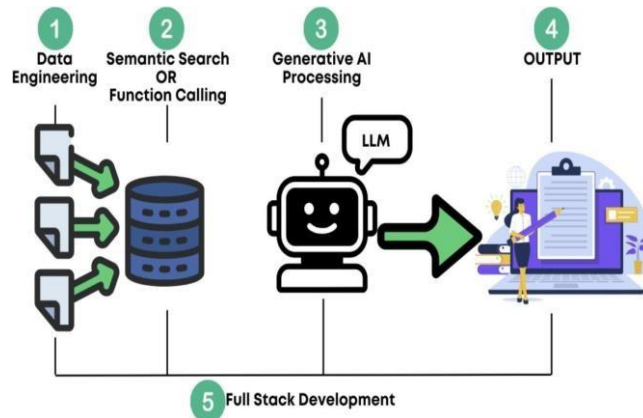 1
Data
Engineering
2
Semantic Search
OR
Function Calling
3
Generative AI
Processing
4
OUTPUT
LLM
5 Full Stack Development